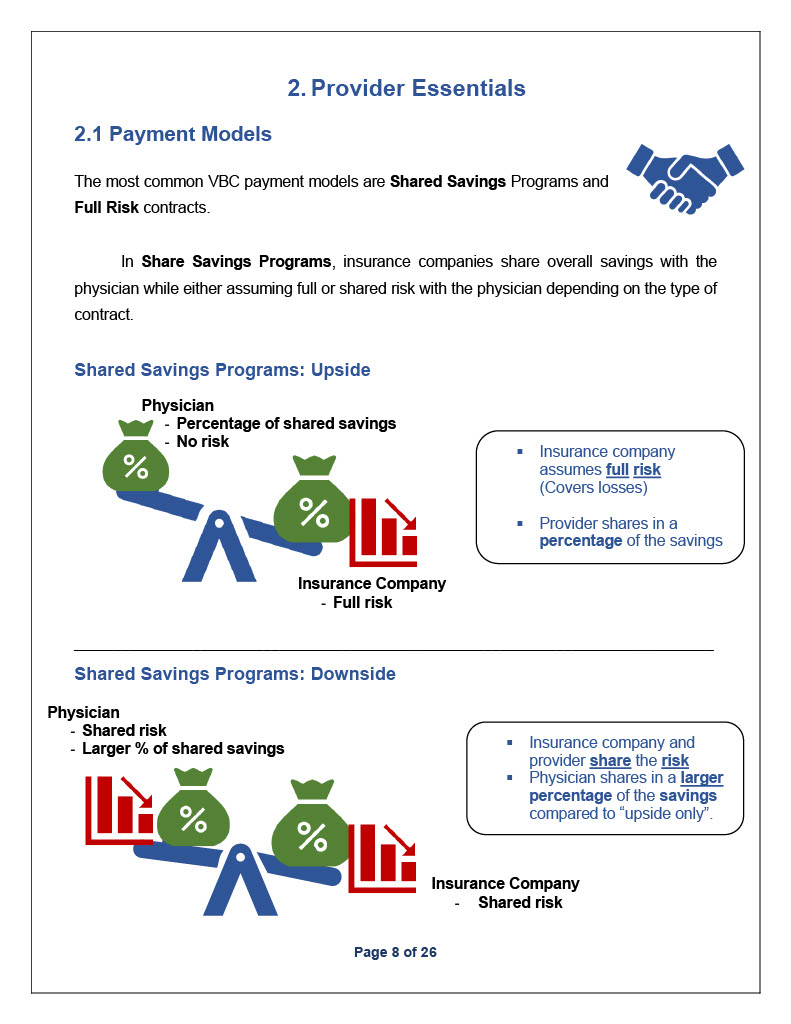 2. Provider Essentials
2.1 Payment Models
The most common VBC payment models are Shared Savings Programs and
Full Risk contracts.
In Share Savings Programs, insurance companies share overall savings with the
physician while either assuming full or shared risk with the physician depending on the type of
contract.
Shared Savings Programs: Upside
Physician
- Percentage of shared savings
- No risk
%
%
Insurance Company
- Full risk
▪ Insurance company
assumes full risk
(Covers losses)
▪ Provider shares in a
percentage of the savings
Shared Savings Programs: Downside
Physician
- Shared risk
- Larger % of shared savings
%
%
Insurance Company
- Shared risk
▪ Insurance company and
provider share the risk
▪ Physician shares in a larger
percentage of the savings
compared to “upside only”.
Page 8 of 26